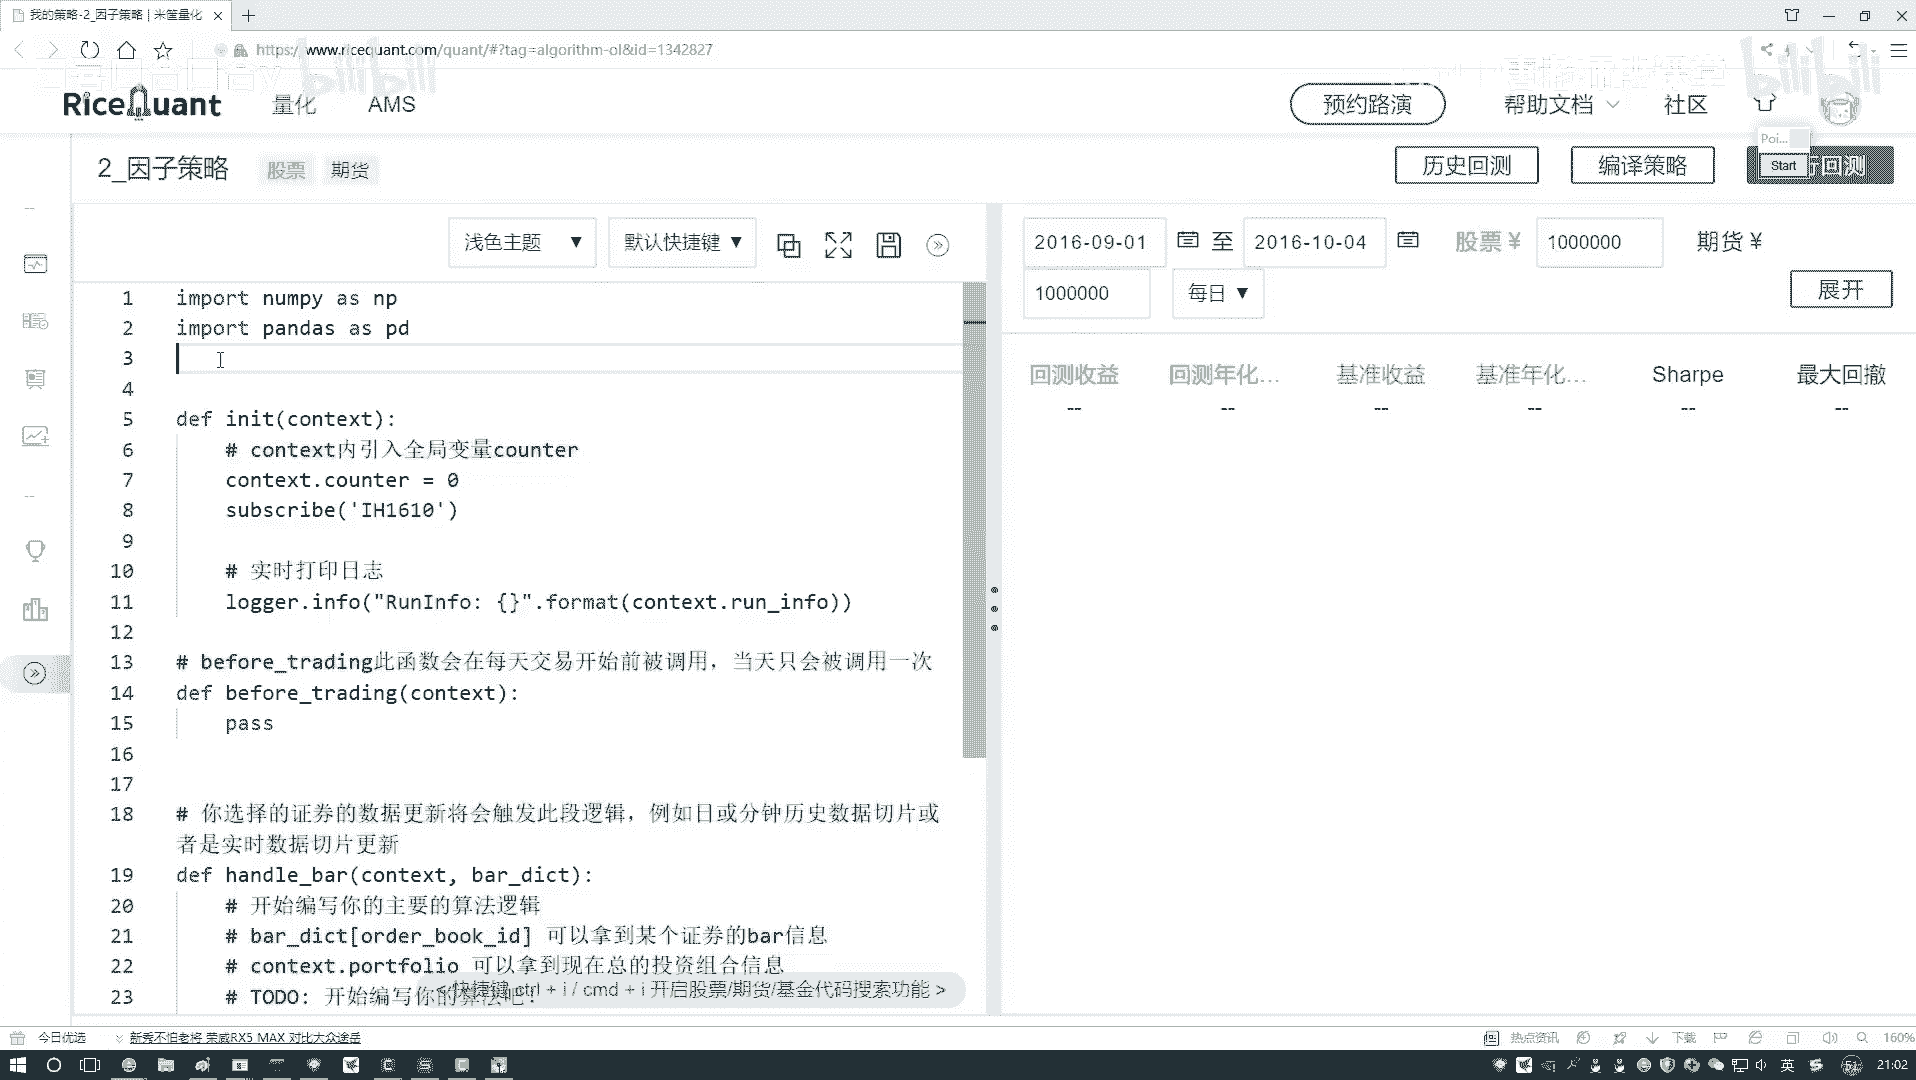 我的策略-2_因子策略 | 米筐量化
https://www.ricequant.com/quant/#?tag=algorithm-ol&id=1342827
bilibili
bilibili
RiceQuant 量化 AMS 预约路演 帮助文档 社区
Poi...
2_因子策略 股票 期货 历史回测 编译策略 Start 回测
浅色主题 ▼ 默认快捷键 ▼
2016-09-01 至 2016-10-04 股票 ¥ 1000000 期货 ¥
1000000 每日 ▼ 展开
回测收益 回测年化... 基准收益 基准年化... Sharpe 最大回撤
-- -- -- -- -- --
1 import numpy as np
2 import pandas as pd
3
4
5 def init(context):
6 # context内引入全局变量counter
7 context.counter = 0
8 subscribe('IH1610')
9
10 # 实时打印日志
11 logger.info("RunInfo: {}".format(context.run_info))
12
13 # before_trading此函数会在每天交易开始前被调用，当天只会被调用一次
14 def before_trading(context):
15 pass
16
17
18 # 你选择的证券的数据更新将会触发此段逻辑，例如日或分钟历史数据切片或
者是实时数据切片更新
19 def handle_bar(context, bar_dict):
20 # 开始编写你的主要的算法逻辑
21 # bar_dict[order_book_id] 可以拿到某个证券的bar信息
22 # context.portfolio 可以拿到现在总的投资组合信息
23 # TODO: 开始编写你的算法吧！
< 快捷键 ctrl + i / cmd + i 开启股票/期货/基金代码搜索功能 >
今日优选 新秀不怕老将 荣威RX5 MAX 对比大众途岳 热点资讯 下载 160%
英 51 21:02